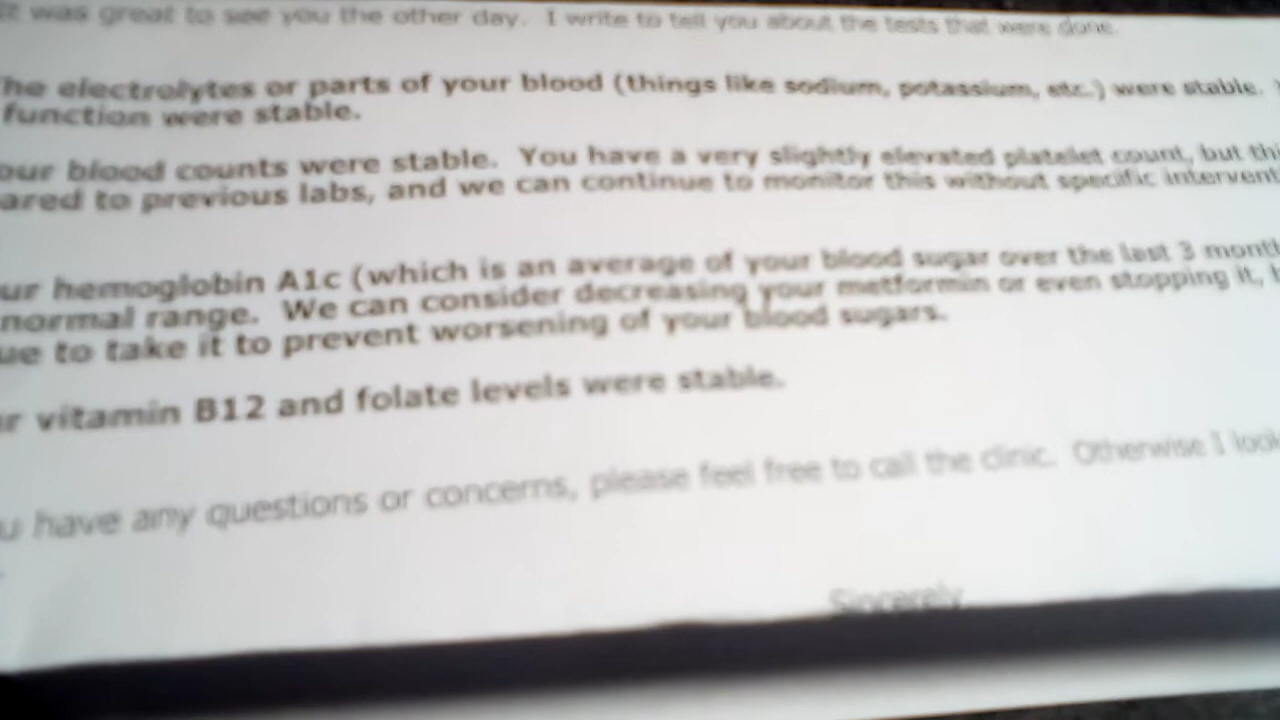 it was great to see you the other day. I write to tell you about the tests that were done.
The electrolytes or parts of your blood (things like sodium, potassium, etc.) were stable.
function were stable.
our blood counts were stable. You have a very slightly elevated platelet count, but thi
ared to previous labs, and we can continue to monitor this without specific interventi
ur hemoglobin A1c (which is an average of your blood sugar over the last 3 month
normal range. We can consider decreasing your metformin or even stopping it,
ue to take it to prevent worsening of your blood sugars.
r vitamin B12 and folate levels were stable.
u have any questions or concerns, please feel free to call the clinic. Otherwise I look
Sincerely